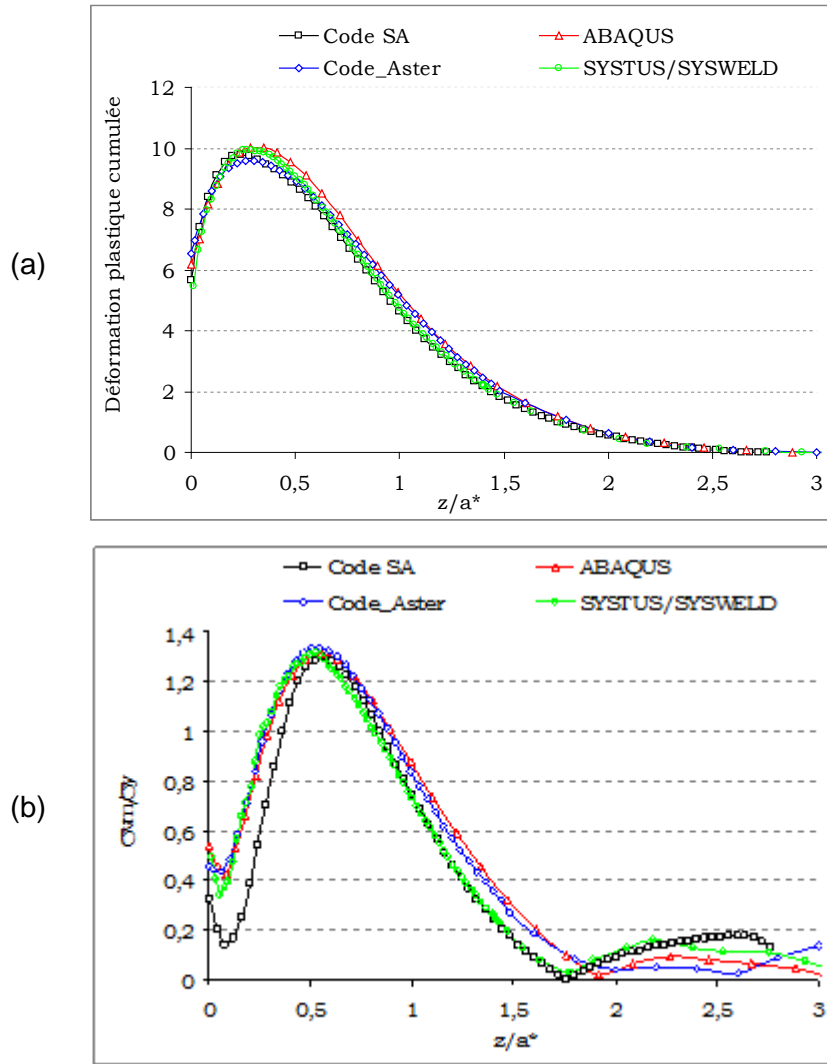 (a)
Code SA
ABAQUS
Code_Aster
SYSTUS/SYSWELD
Déformation plastique cumulée
12
10
8
6
4
2
0
0
0,5
1
1,5
2
2,5
3
z/a*
(b)
Code SA
ABAQUS
Code_Aster
SYSTUS/SYSWELD
1,4
1,2
1
0,8
0,6
0,4
0,2
0
0
0,5
1
1,5
2
2,5
3
z/a*